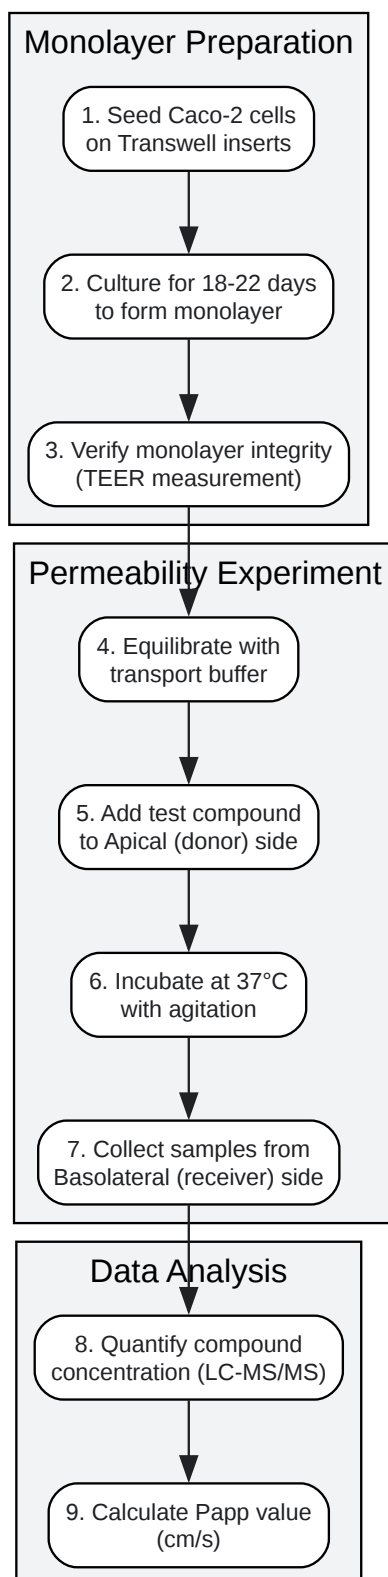 Monolayer Preparation
1. Seed Caco-2 cells
on Transwell inserts
2. Culture for 18-22 days
to form monolayer
3. Verify monolayer integrity
(TEER measurement)
Permeability Experiment
4. Equilibrate with
transport buffer
5. Add test compound
to Apical (donor) side
6. Incubate at 37°C
with agitation
7. Collect samples from
Basolateral (receiver) side
Data Analysis
8. Quantify compound
concentration (LC-MS/MS)
9. Calculate Papp value
(cm/s)